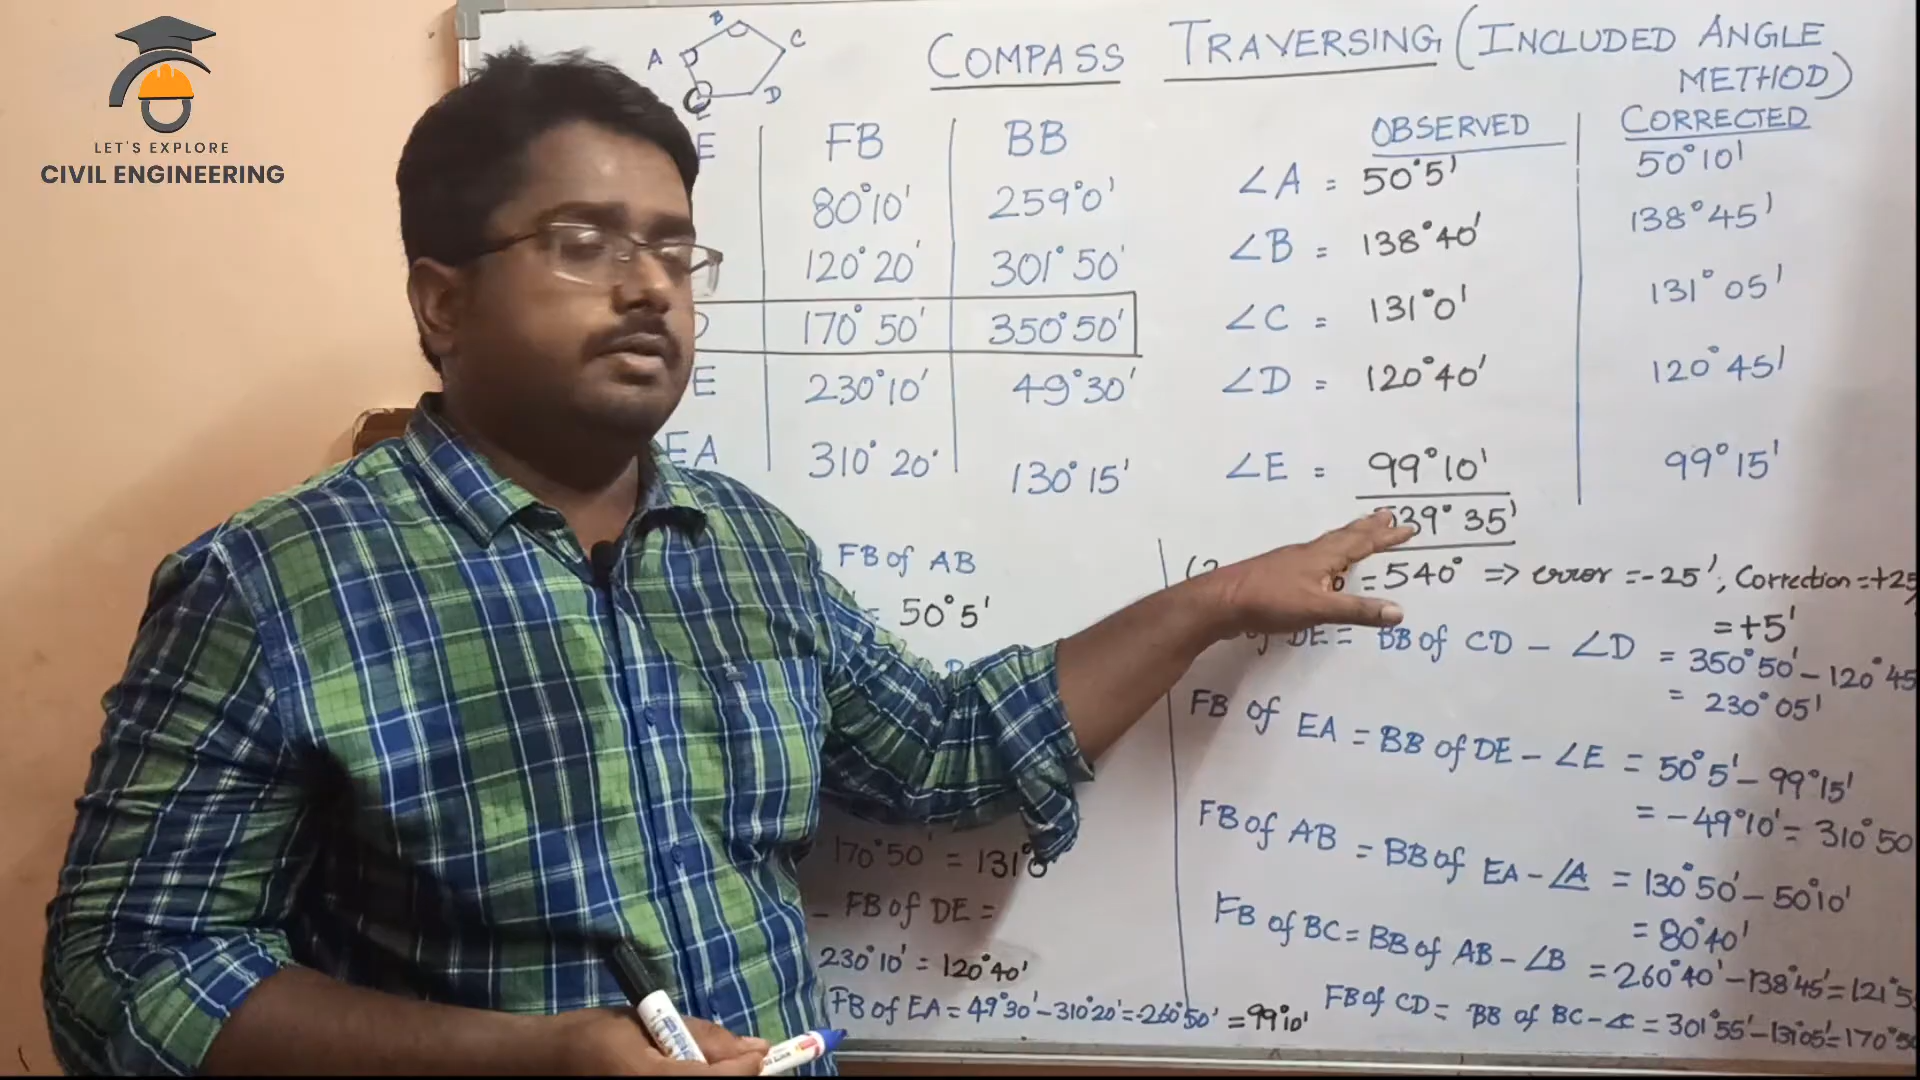 LET'S EXPLORE
CIVIL ENGINEERING
COMPASS TRAVERSING (INCLUDED ANGLE
METHOD)
A B C D
E FB BB
80°10' 259°0'
120°20' 301°50'
D 170°50' 350°50'
E 230°10' 49°30'
EA 310°20' 130°15'
OBSERVED CORRECTED
∠A = 50°5' 50°10'
∠B = 138°40' 138°45'
∠C = 131°0' 131°05'
∠D = 120°40' 120°45'
∠E = 99°10' 99°15'
539°35'
FB of AB
= 50°5'
170°50' = 131°0'
- FB of DE =
230°10' = 120°40'
FB of EA = 49°30' - 310°20' = -260°50' = 99°10'
= 540° => error = -25', Correction = +25
= +5'
of DE = BB of CD - ∠D = 350°50' - 120°45
= 230°05'
FB of EA = BB of DE - ∠E = 50°5' - 99°15'
= -49°10' = 310°50
FB of AB = BB of EA - ∠A = 130°50' - 50°10'
= 80°40'
FB of BC = BB of AB - ∠B = 260°40' - 138°45' = 121°5
FB of CD = BB of BC - ∠C = 301°55' - 131°05' = 170°50